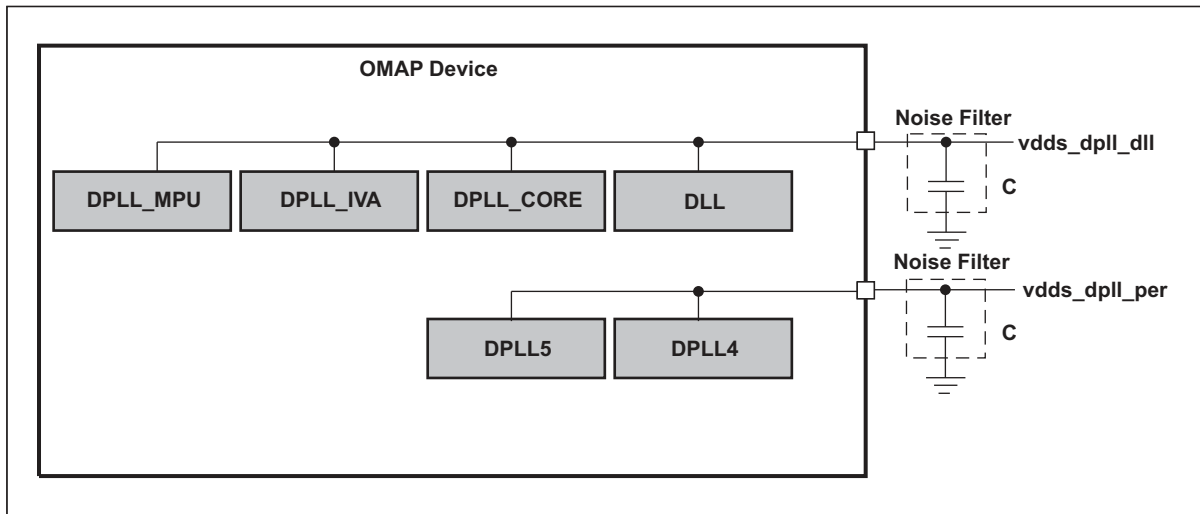 OMAP Device
Noise Filter
vdds_dpll_dll
C
DPLL_MPU
DPLL_IVA
DPLL_CORE
DLL
Noise Filter
vdds_dpll_per
C
DPLL5
DPLL4